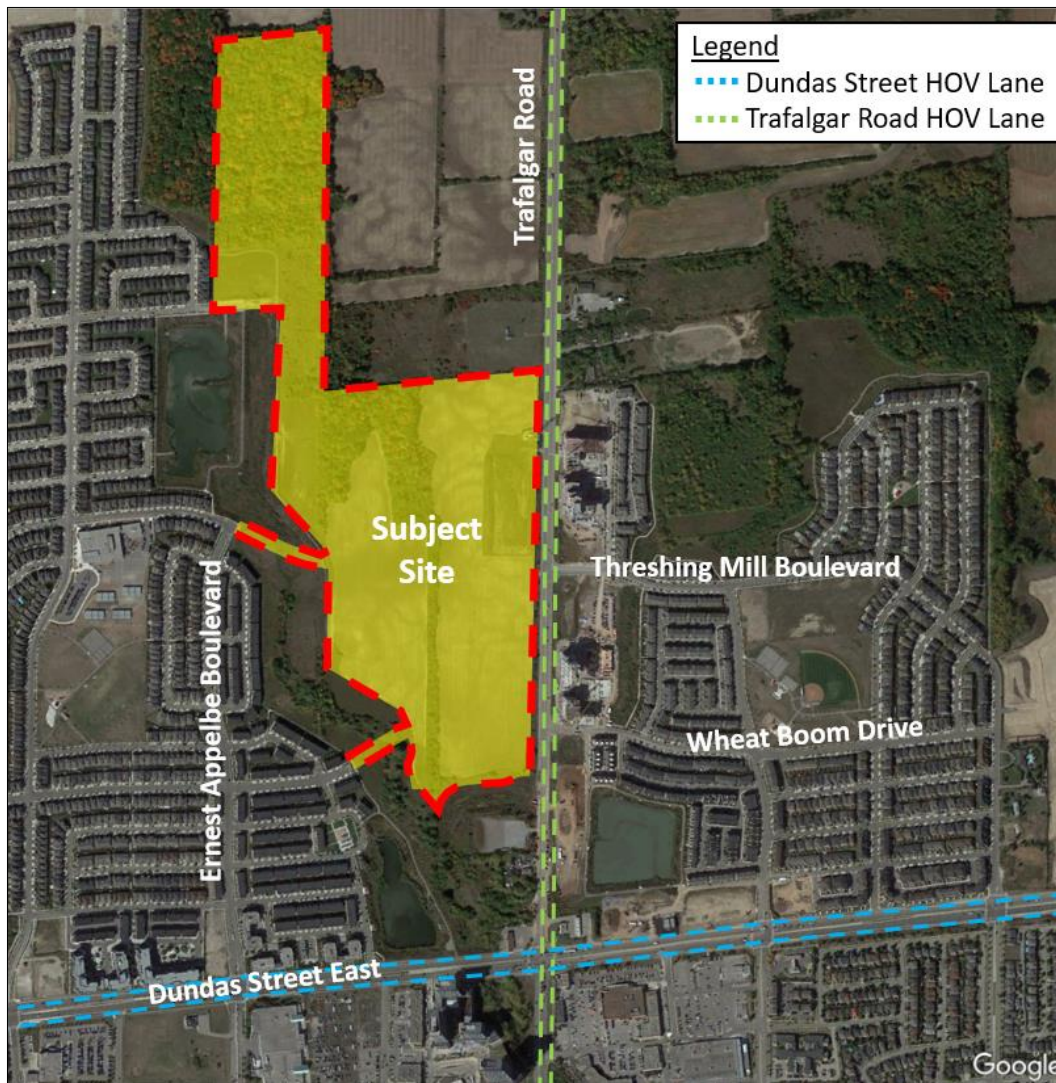 Legend
Dundas Street HOV Lane
Trafalgar Road HOV Lane
Trafalgar Road
Subject
Site
Threshing Mill Boulevard
Ernest Appelbe Boulevard
Wheat Boom Drive
Dundas Street East
Google